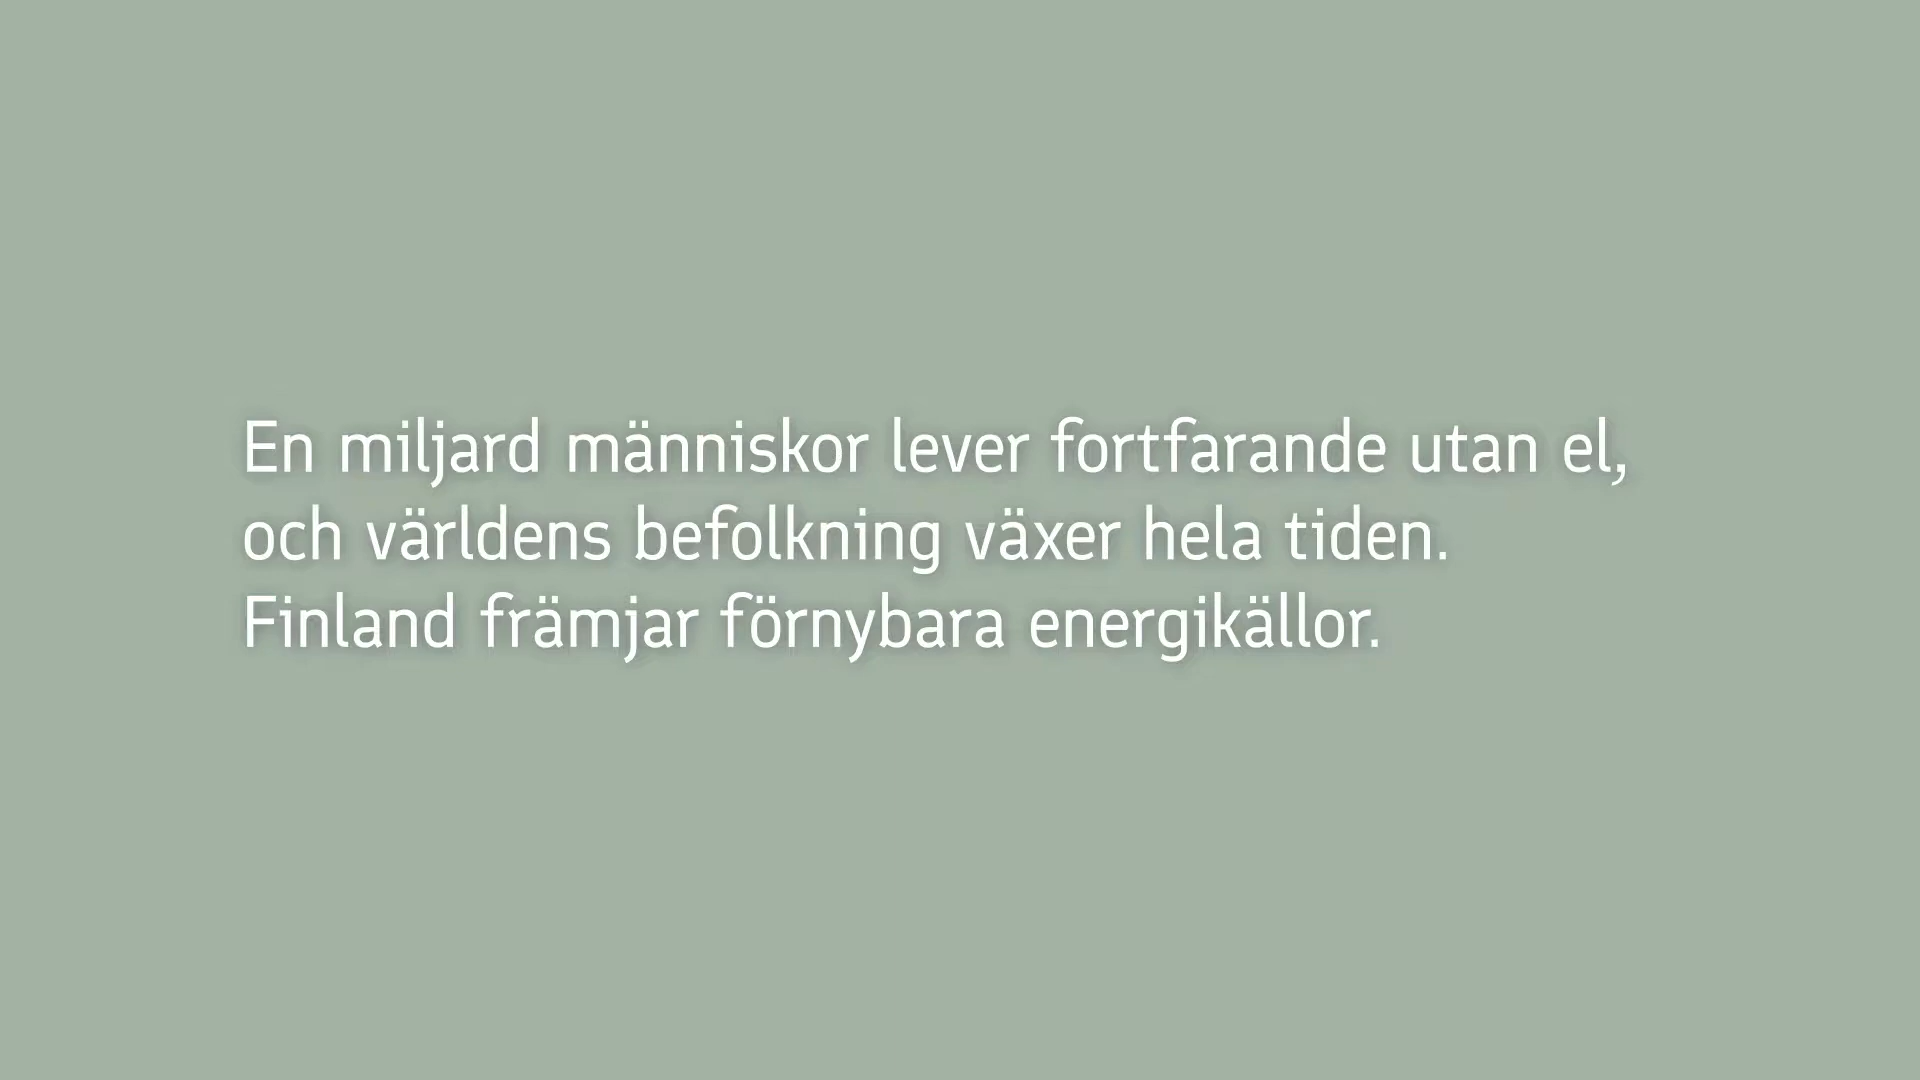 En miljard människor lever fortfarande utan el,
och världens befolkning växer hela tiden.
Finland främjar förnybara energikällor.